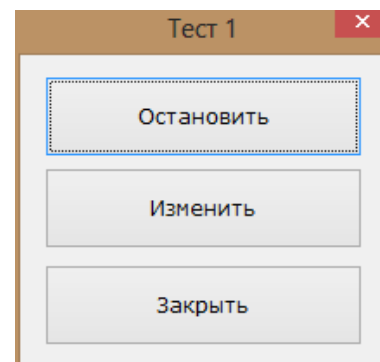 Тест 1
Остановить
Изменить
Закрыть